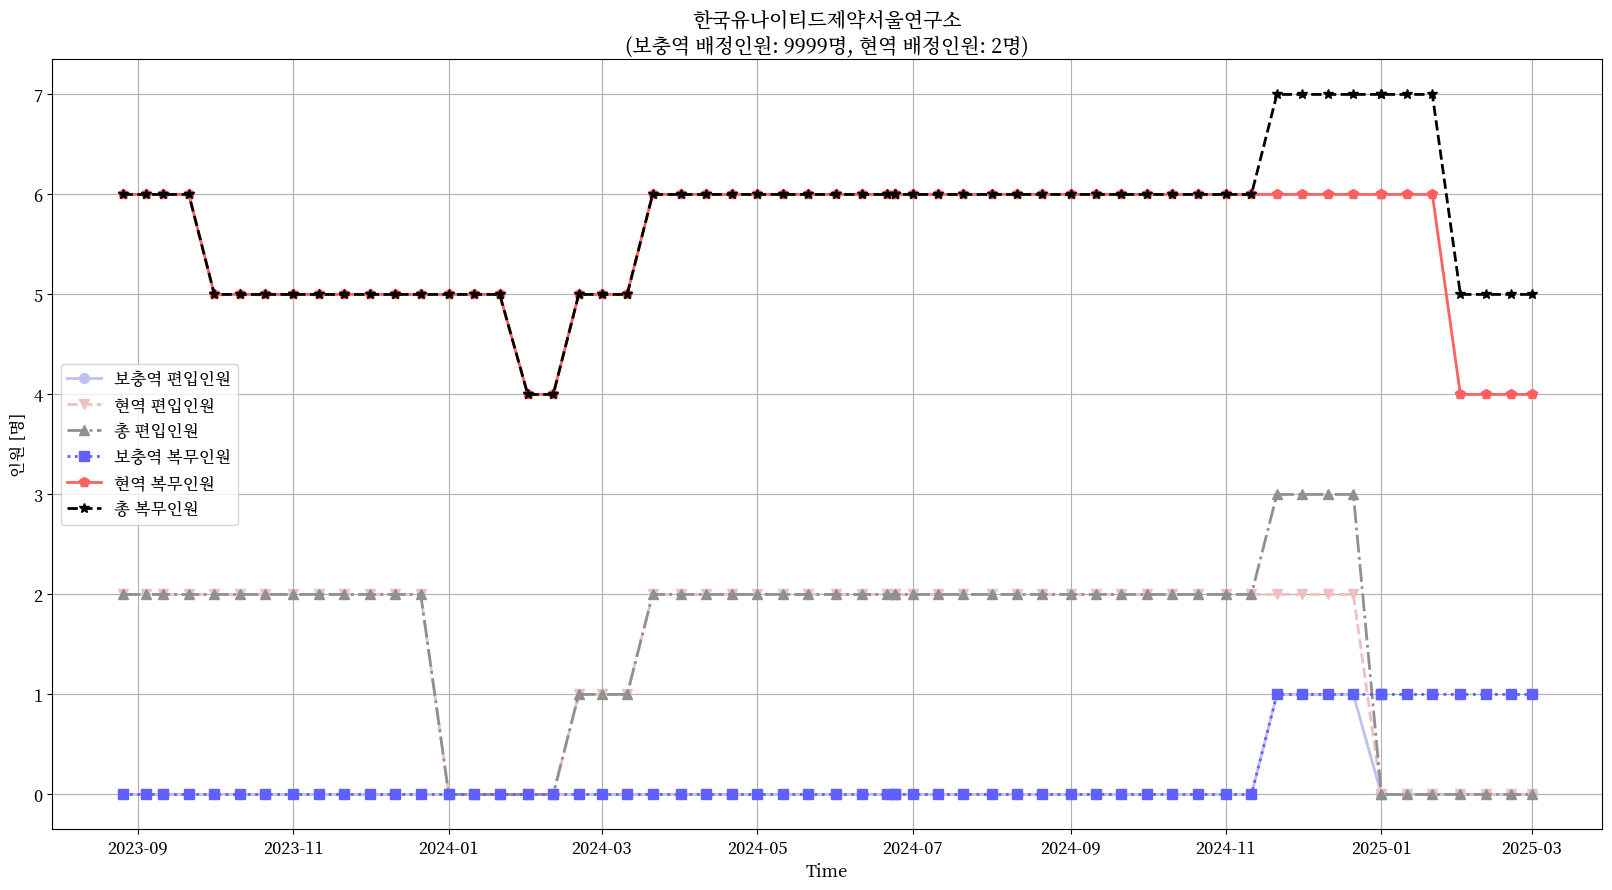 한국유나이티드제약서울연구소
(보충역 배정인원: 9999명, 현역 배정인원: 2명)
7
6
5
4
3
2
1
0
인원 [명]
보충역 편입인원
현역 편입인원
총 편입인원
보충역 복무인원
현역 복무인원
총 복무인원
2023-09
2023-11
2024-01
2024-03
2024-05
2024-07
2024-09
2024-11
2025-01
2025-03
Time